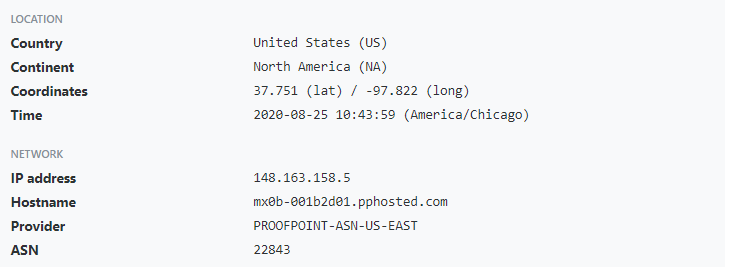 LOCATION
Country United States (US)
Continent North America (NA)
Coordinates 37.751 (lat) / -97.822 (long)
Time 2020-08-25 10:43:59 (America/Chicago)
NETWORK
IP address 148.163.158.5
Hostname mx0b-001b2d01.pphosted.com
Provider PROOFPOINT-ASN-US-EAST
ASN 22843